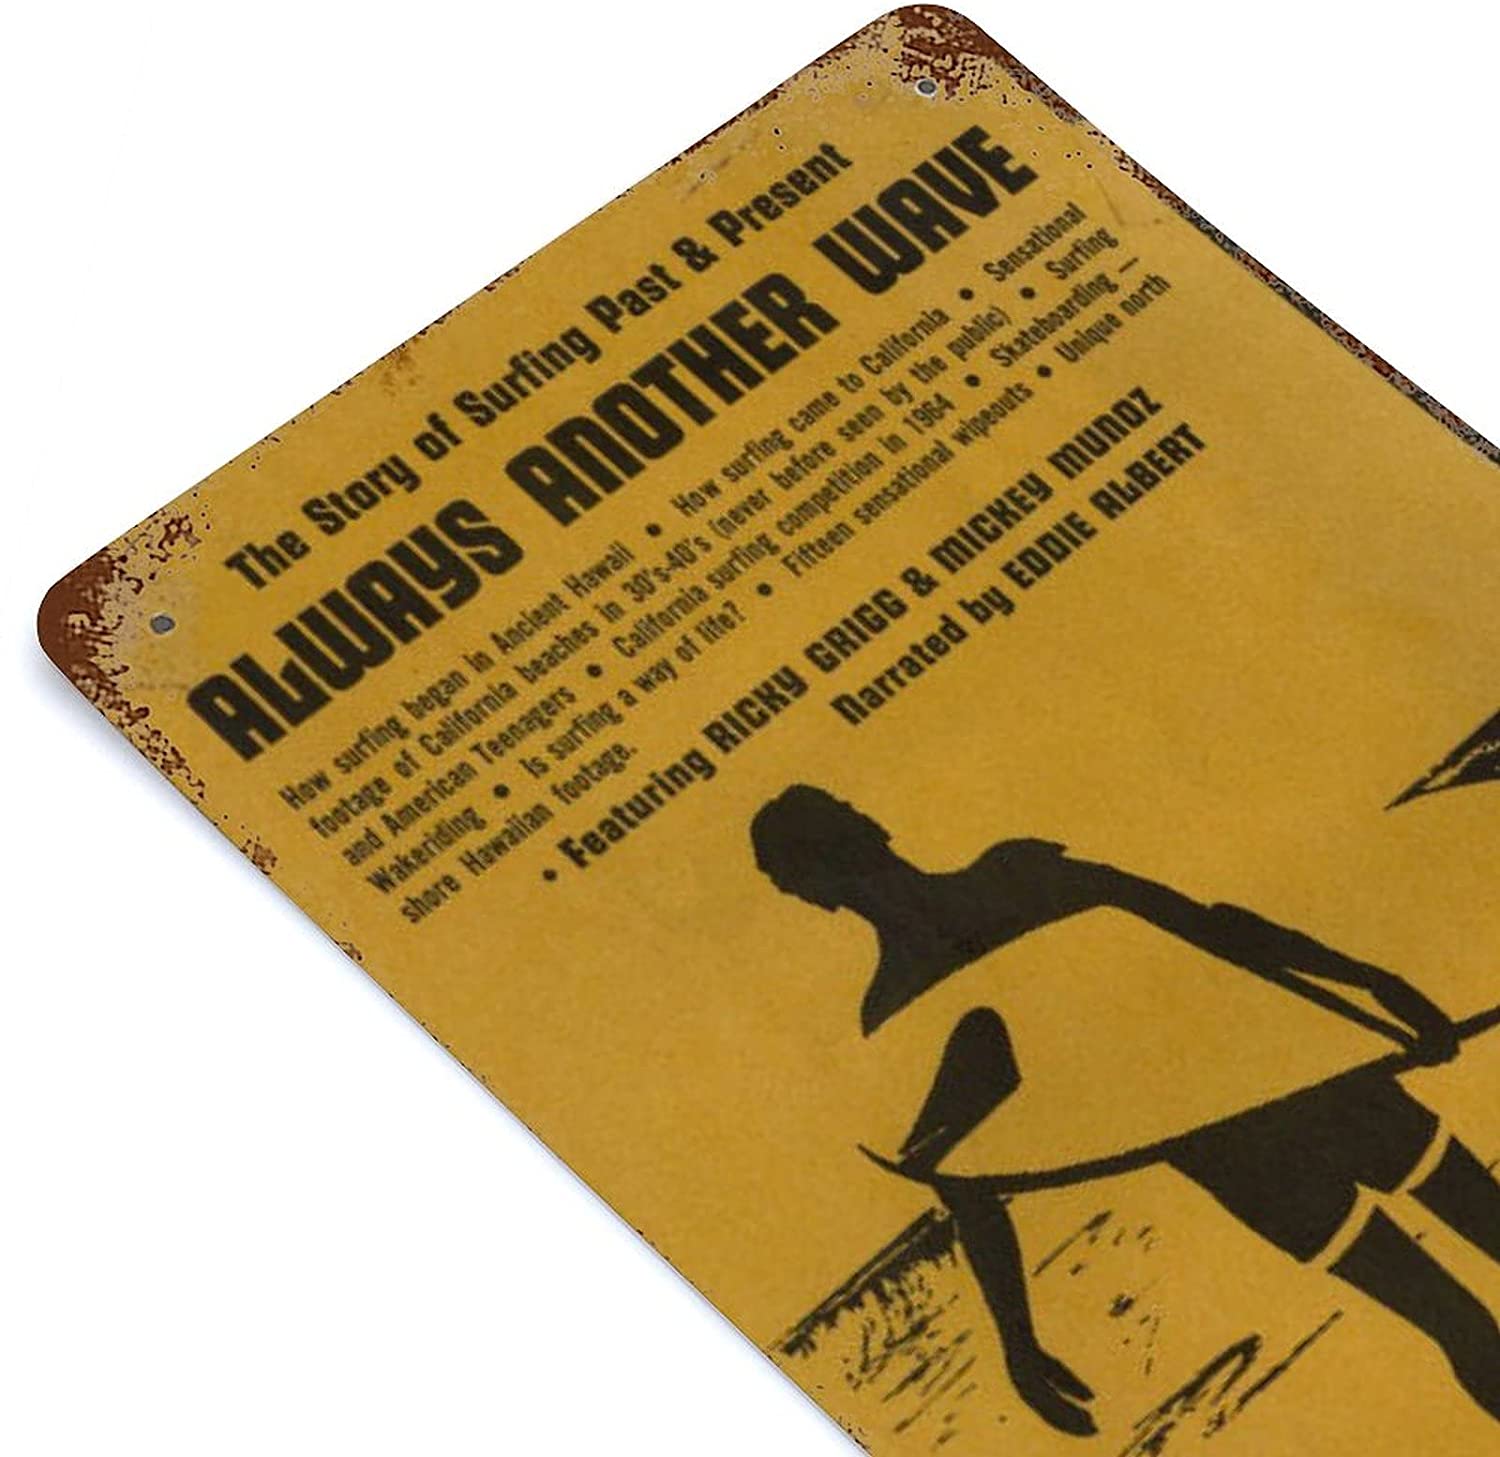 The Story of Surfing Past & Present
ALWAYS ANOTHER WAVE
How surfing began in Ancient Hawaii • How surfing came to California • Sensational
footage of California beaches in 30's-40's (never before seen by the public) • Surfing
and American Teenagers • California surfing competition in 1964 • Skateboarding —
Wakeriding • Is surfing a way of life? • Fifteen sensational wipeouts • Unique north
shore Hawaiian footage.
• Featuring RICKY GRIGG & MICKEY MUNOZ
Narrated by EDDIE ALBERT